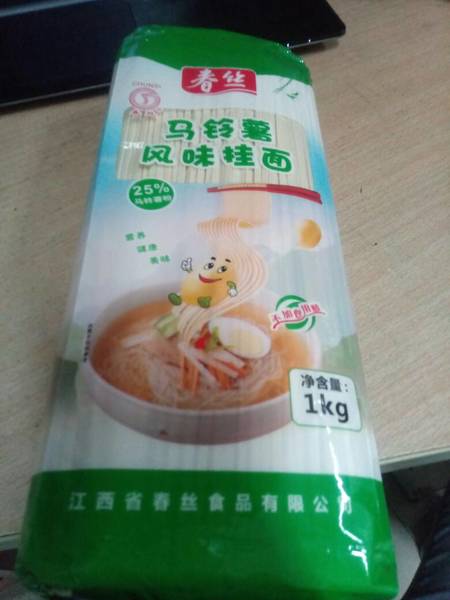 春丝
CHUNSI
马铃薯
风味挂面
25%
马铃薯粉
营养
健康
美味
不加食用盐
净含量:
1kg
江西省春丝食品有限公司